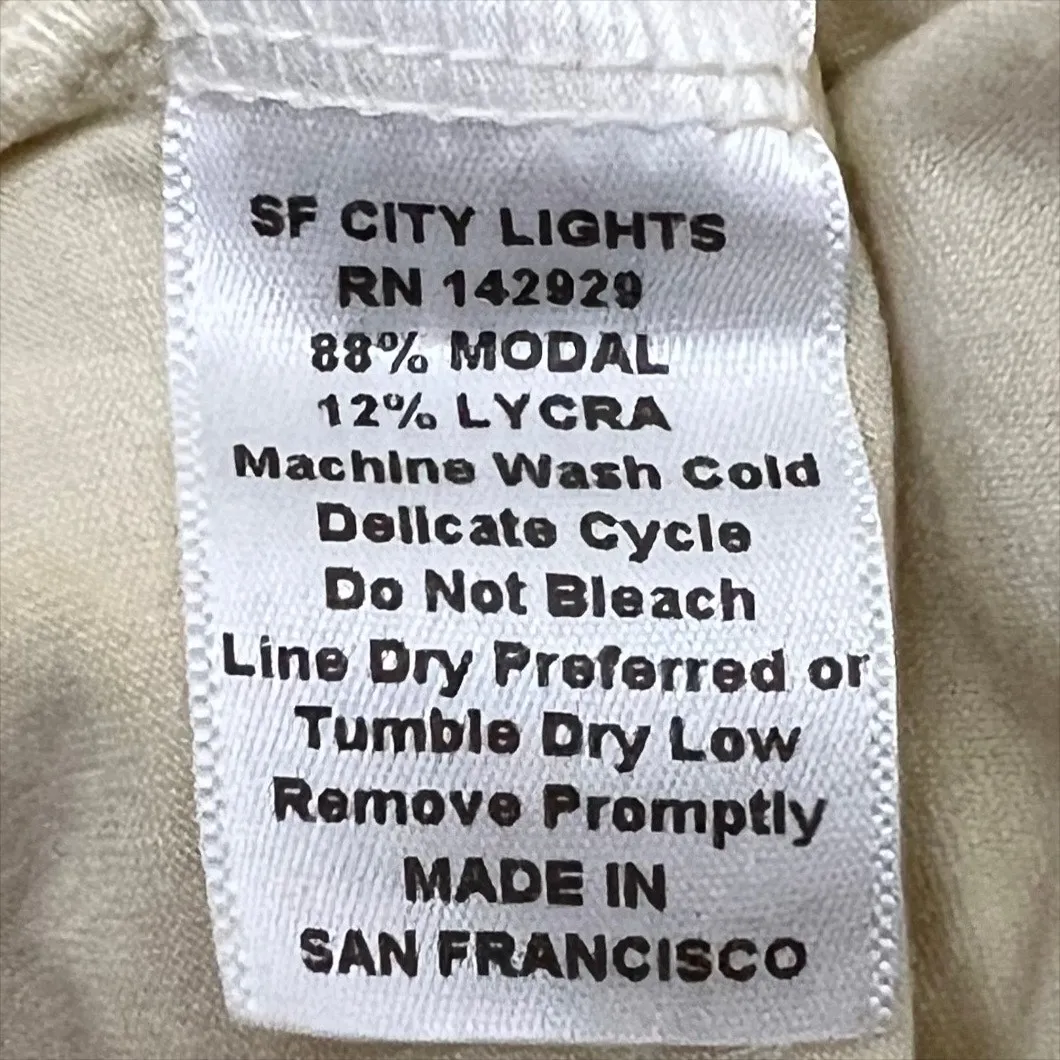 SF CITY LIGHTS
RN 142929
88% MODAL
12% LYCRA
Machine Wash Cold
Delicate Cycle
Do Not Bleach
Line Dry Preferred or
Tumble Dry Low
Remove Promptly
MADE IN
SAN FRANCISCO